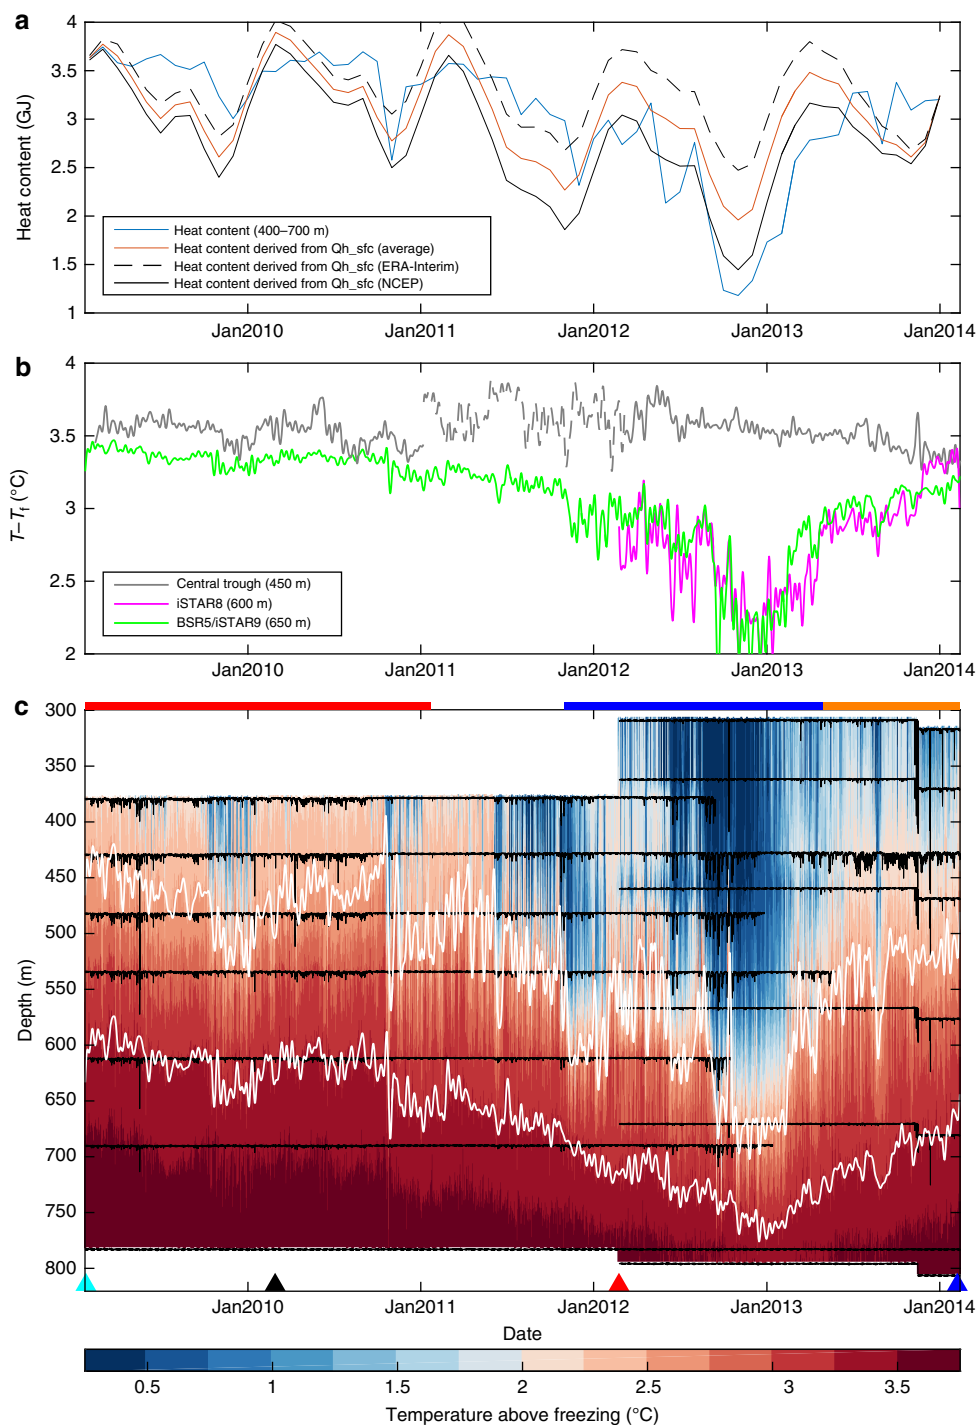 a
4
3.5
3
2.5
2
1.5
1
Heat content (GJ)
Heat content (400–700 m)
Heat content derived from Qh_sfc (average)
Heat content derived from Qh_sfc (ERA-Interim)
Heat content derived from Qh_sfc (NCEP)
Jan2010 Jan2011 Jan2012 Jan2013 Jan2014
b
4
3.5
3
2.5
2
T–Tf (°C)
Central trough (450 m)
iSTAR8 (600 m)
BSR5/iSTAR9 (650 m)
Jan2010 Jan2011 Jan2012 Jan2013 Jan2014
c
300
350
400
450
500
550
600
650
700
750
800
Depth (m)
Jan2010 Jan2011 Jan2012 Jan2013 Jan2014
Date
0.5 1 1.5 2 2.5 3 3.5
Temperature above freezing (°C)